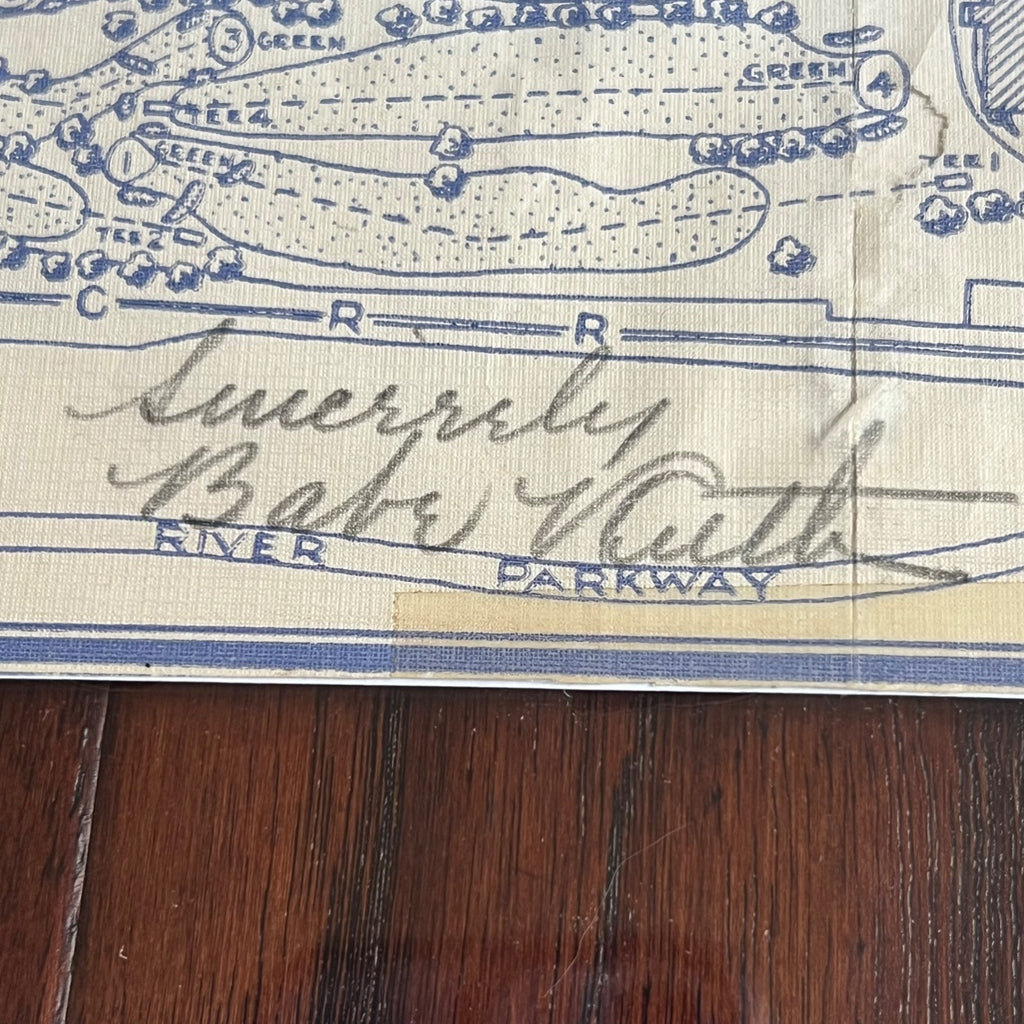 3 GREEN
GREEN 4
TEE 4
1 GREEN
TEE 1
TEE 2
C R R
Sincerely
Babe Ruth
RIVER PARKWAY